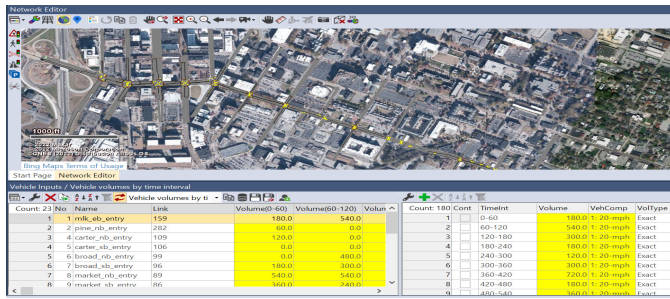 Network Editor
1000 ft
Bing Maps Terms of Usage
Start Page Network Editor
Vehicle Inputs / Vehicle volumes by time interval
Vehicle volumes by ti
Count: 23 No Name Link Volume(0-60) Volume(60-120) Volun
1 1 mlk_eb_entry 159 180.0 540.0
2 2 pine_nb_entry 282 60.0 0.0
3 4 carter_nb_entry 109 120.0 0.0
4 5 carter_sb_entry 106 0.0 0.0
5 6 broad_nb_entry 99 0.0 480.0
6 7 broad_sb_entry 96 180.0 300.0
7 8 market_nb_entry 89 540.0 540.0
8 9 market_sb_entry 86 360.0 240.0
Count: 180 Cont TimeInt Volume VehComp VolType
1 0-60 180.0 1: 20-mph Exact
2 60-120 540.0 1: 20-mph Exact
3 120-180 300.0 1: 20-mph Exact
4 180-240 180.0 1: 20-mph Exact
5 240-300 120.0 1: 20-mph Exact
6 300-360 300.0 1: 20-mph Exact
7 360-420 720.0 1: 20-mph Exact
8 420-480 180.0 1: 20-mph Exact
9 480-540 360.0 1: 20-mph Exact